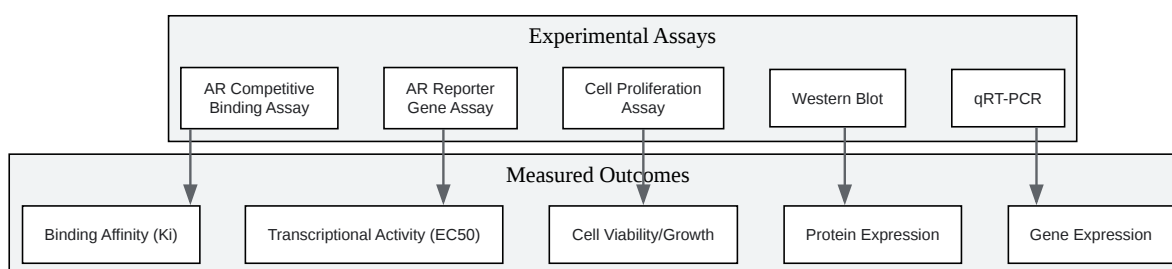 Experimental Assays
AR Competitive
Binding Assay
AR Reporter
Gene Assay
Cell Proliferation
Assay
Western Blot
qRT-PCR
Measured Outcomes
Binding Affinity (Ki)
Transcriptional Activity (EC50)
Cell Viability/Growth
Protein Expression
Gene Expression